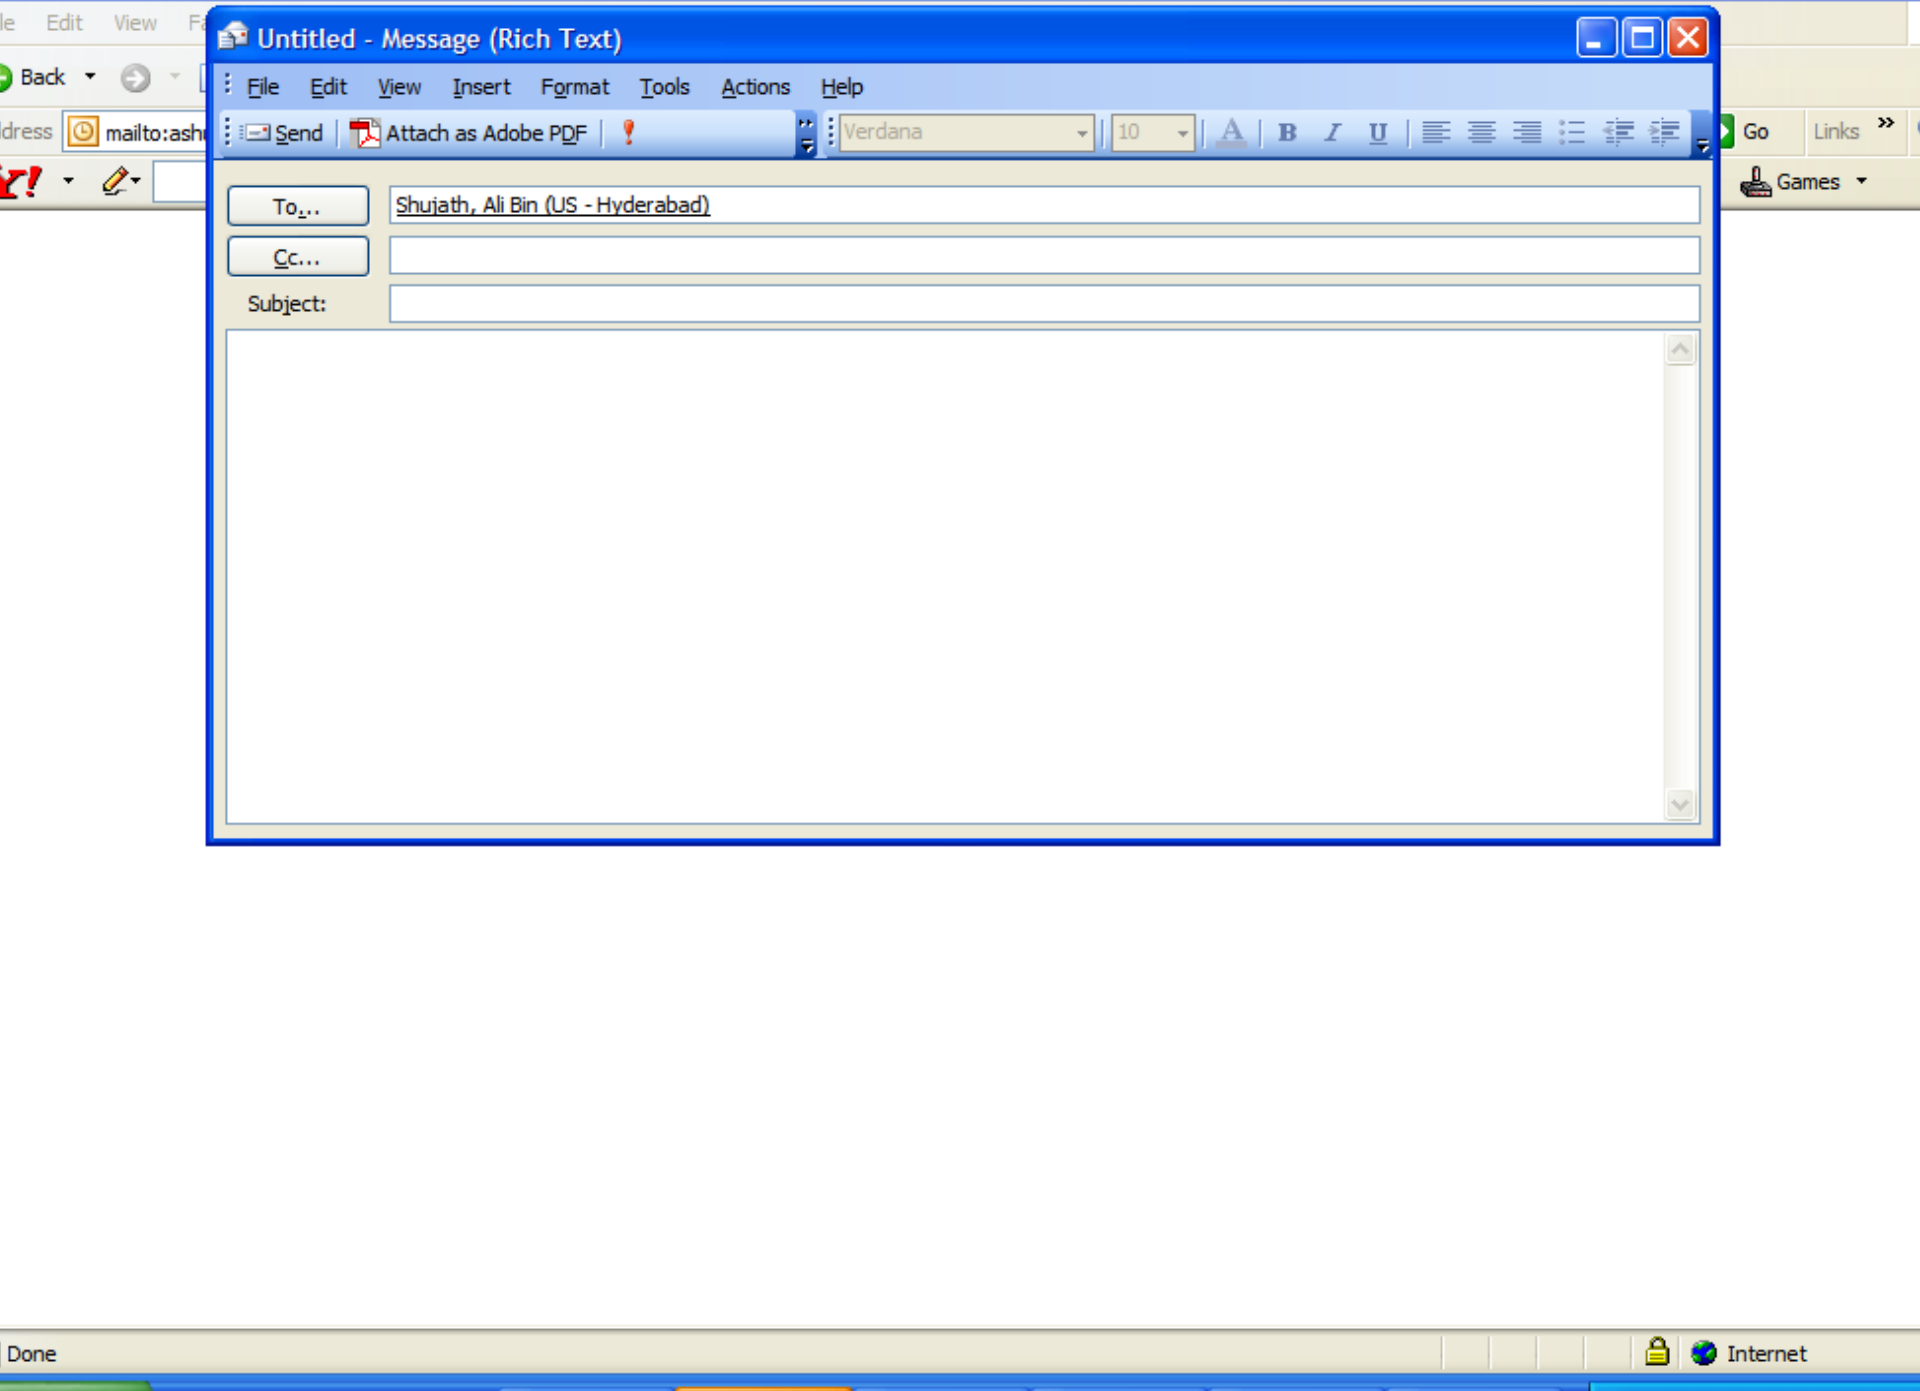 le Edit View Fa
Untitled - Message (Rich Text)
Back
File Edit View Insert Format Tools Actions Help
ddress mailto:ashu
Send Attach as Adobe PDF Verdana 10 A B I U Go Links »
Y! Games
To... Shujath, Ali Bin (US - Hyderabad)
Cc...
Subject:
Done Internet